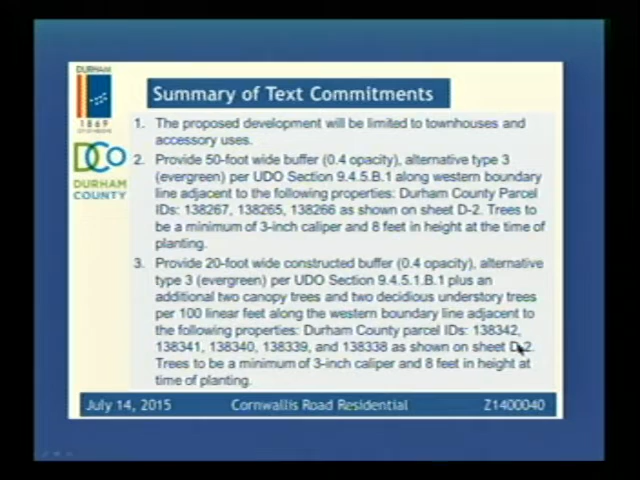 DURHAM
1869
DCO
DURHAM
COUNTY
Summary of Text Commitments
1. The proposed development will be limited to townhouses and
accessory uses.
2. Provide 50-foot wide buffer (0.4 opacity), alternative type 3
(evergreen) per UDO Section 9.4.5.B.1 along western boundary
line adjacent to the following properties: Durham County Parcel
IDs: 138267, 138265, 138266 as shown on sheet D-2. Trees to
be a minimum of 3-inch caliper and 8 feet in height at the time of
planting.
3. Provide 20-foot wide constructed buffer (0.4 opacity), alternative
type 3 (evergreen) per UDO Section 9.4.5.1.B.1 plus an
additional two canopy trees and two decidious understory trees
per 100 linear feet along the western boundary line adjacent to
the following properties: Durham County parcel IDs: 138342,
138341, 138340, 138339, and 138338 as shown on sheet D-2.
Trees to be a minimum of 3-inch caliper and 8 feet in height at
time of planting.
July 14, 2015
Cornwallis Road Residential
Z1400040